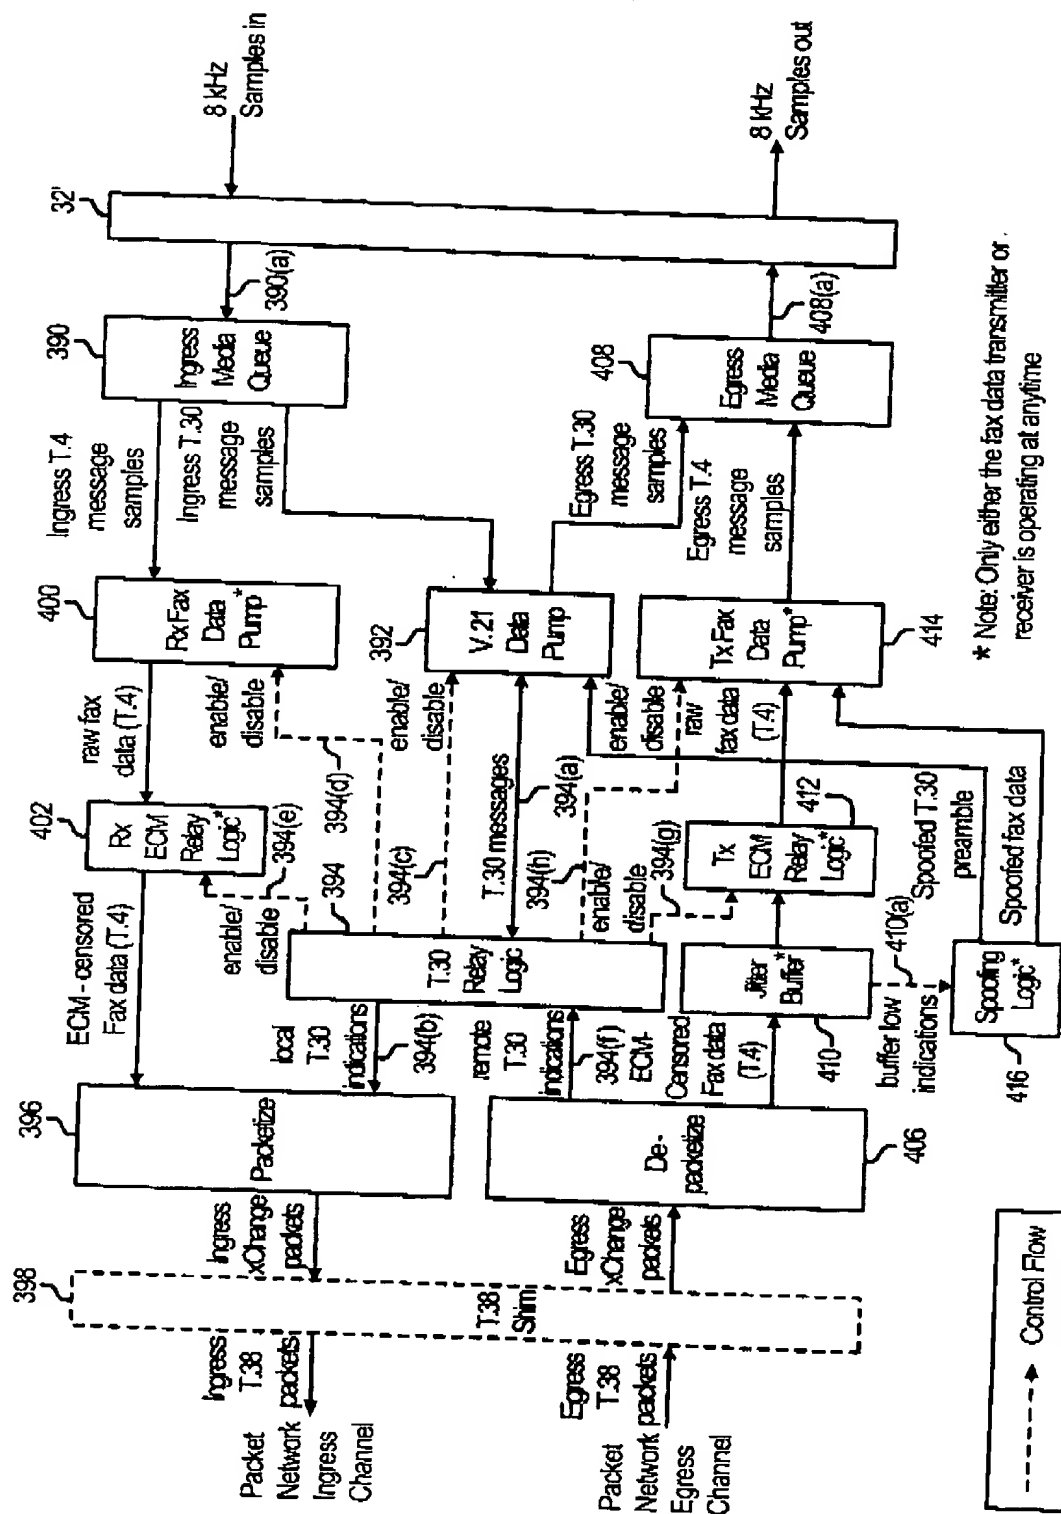 8 kHz
Samples in
32'
390(a)
390
Ingress
Media
Queue
Ingress T.4
message
samples
Ingress T.30
message
samples
400
Rx Fax
Data
Pump*
enable/
disable
raw fax
data (T.4)
402
Rx
ECM
Relay
Logic*
394(e)
394(d)
enable/
disable
ECM - censored
Fax data (T.4)
396
Packetize
Ingress
xChange
packets
398
T.38
Shim
Ingress
T.38
packets
Packet
Network
Ingress
Channel
394
T.30
Relay
Logic
local
T.30
indications
394(b)
394(c)
enable/
disable
392
V.21
Data
Pump
T.30 messages
394(a)
Egress T.30
message
samples
8 kHz
Samples out
408(a)
408
Egress
Media
Queue
Egress T.4
message
samples
414
Tx Fax
Data
Pump*
enable/
disable
394(h)
raw
fax data
(T.4)
412
Tx
ECM
Relay
Logic*
enable/
disable
394(g)
remote
T.30
indications
394(f)
ECM-
Censored
Fax data
(T.4)
Jitter
Buffer*
410
410(a)
buffer low
indications
Spoofing
Logic*
416
Spoofed T.30
preamble
Spoofed fax data
De-
packetize
406
Egress
xChange
packets
Egress
T.38
packets
Packet
Network
Egress
Channel
* Note: Only either the fax data transmitter or
receiver is operating at anytime
Control Flow